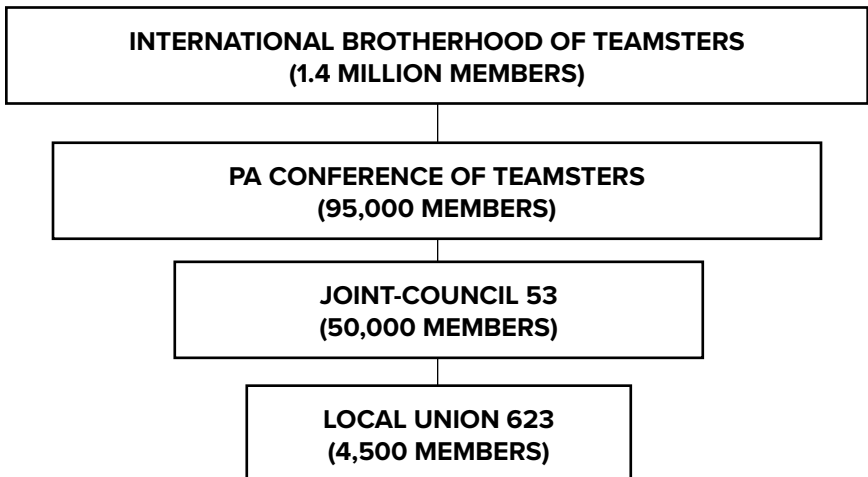 INTERNATIONAL BROTHERHOOD OF TEAMSTERS
(1.4 MILLION MEMBERS)
PA CONFERENCE OF TEAMSTERS
(95,000 MEMBERS)
JOINT-COUNCIL 53
(50,000 MEMBERS)
LOCAL UNION 623
(4,500 MEMBERS)